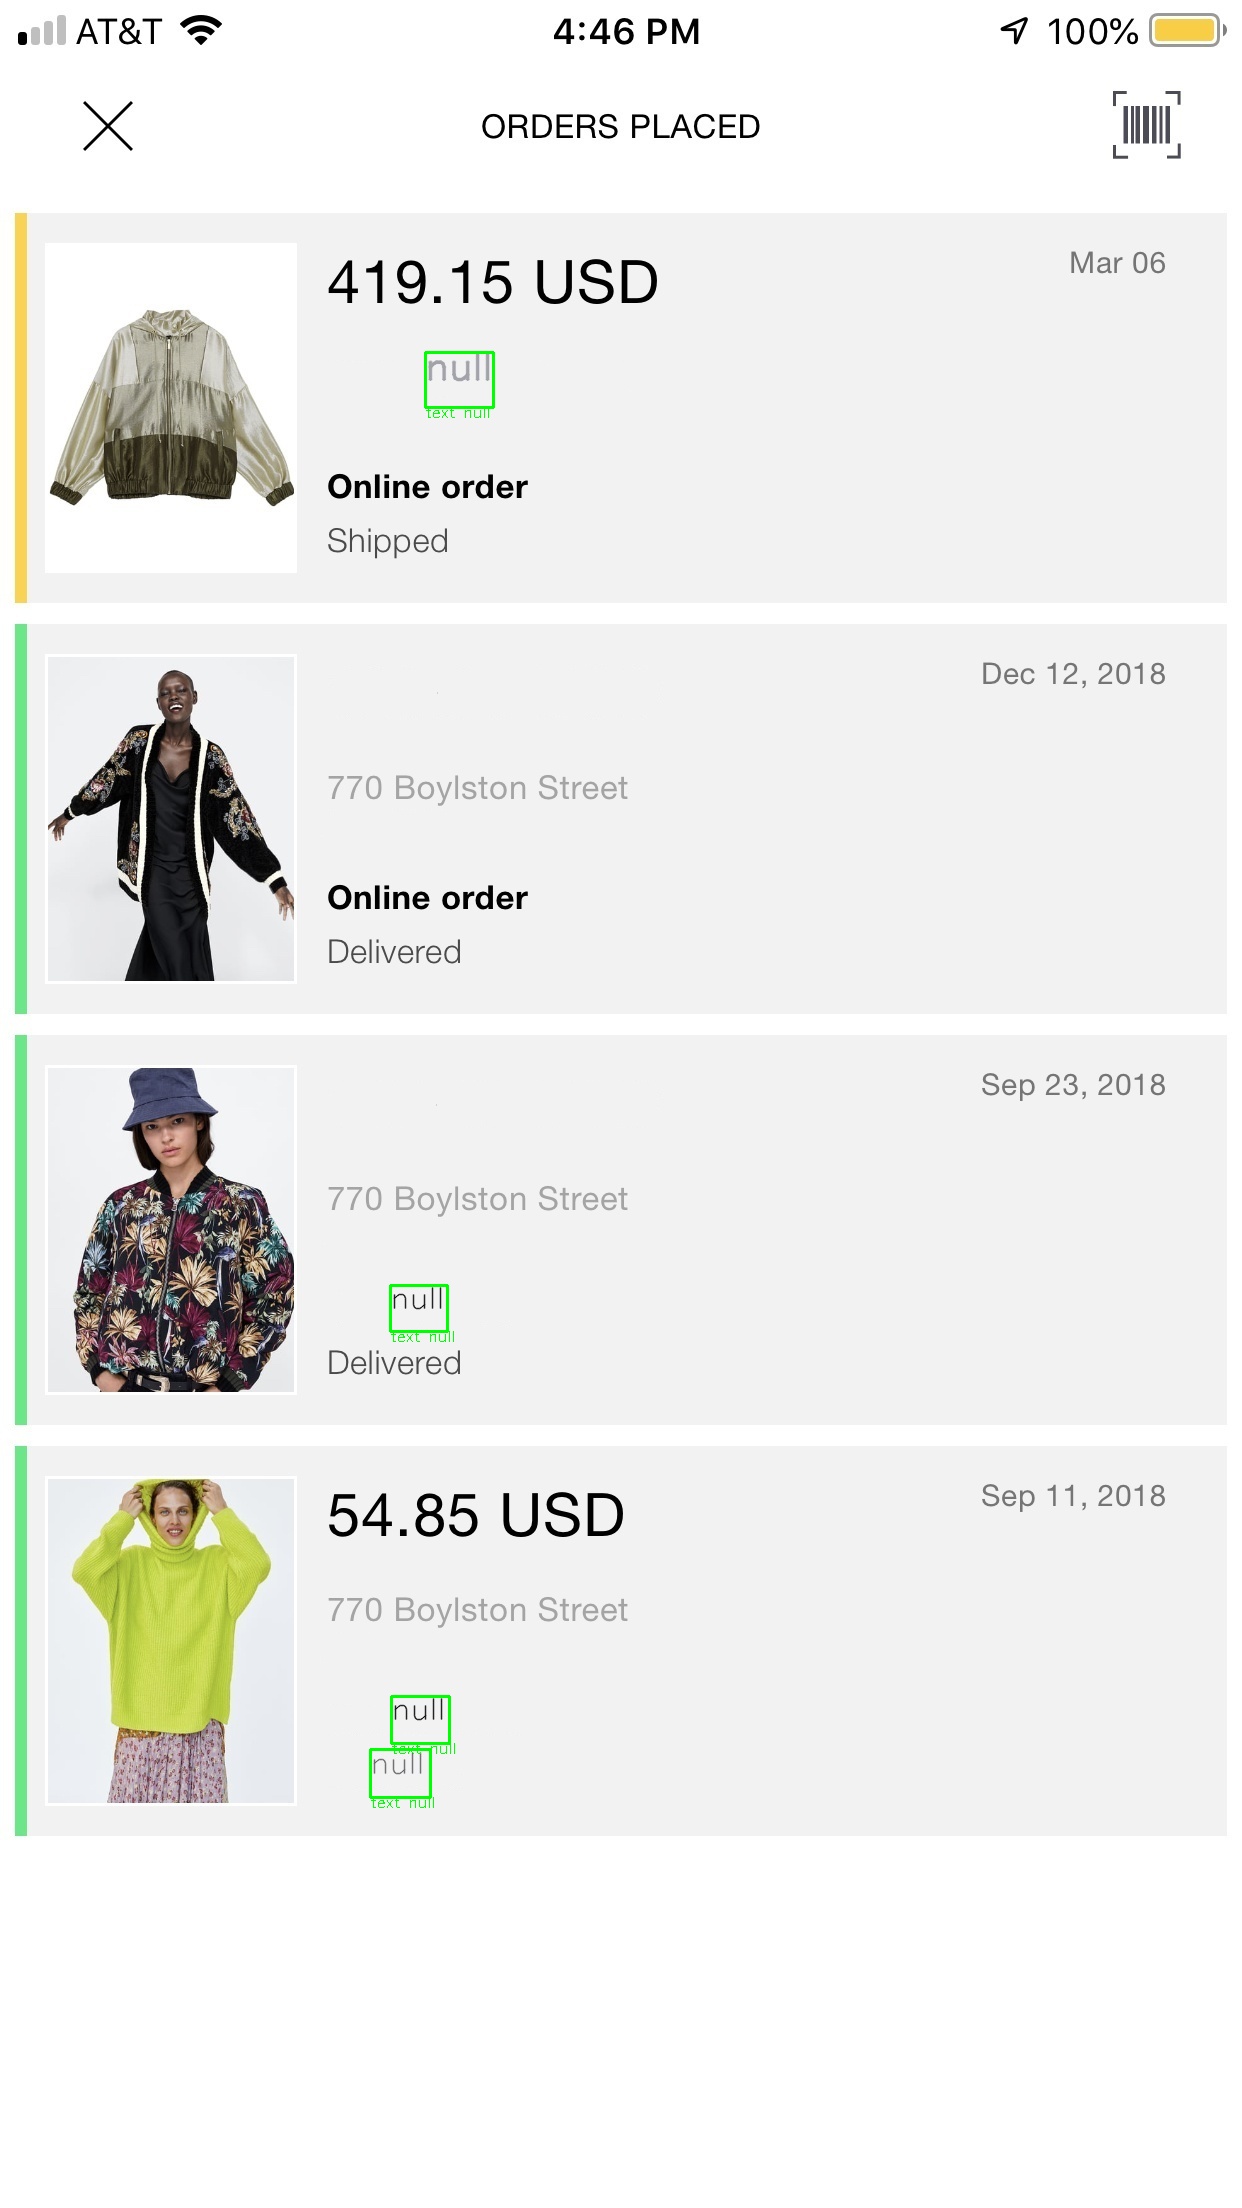 AT&T 4:46 PM 100%
ORDERS PLACED
419.15 USD
Mar 06
null
text null
Online order
Shipped
Dec 12, 2018
770 Boylston Street
Online order
Delivered
Sep 23, 2018
770 Boylston Street
null
text null
Delivered
54.85 USD
Sep 11, 2018
770 Boylston Street
null
text null
null
text null